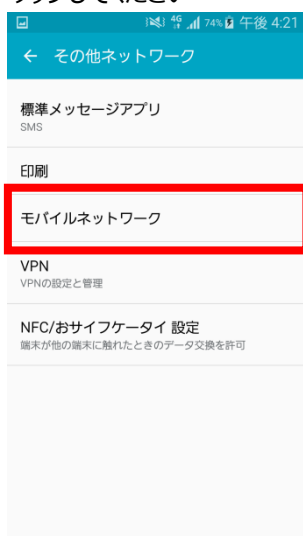 4G 74% 午後 4:21
← その他ネットワーク
標準メッセージアプリ
SMS
印刷
モバイルネットワーク
VPN
VPNの設定と管理
NFC/おサイフケータイ 設定
端末が他の端末に触れたときのデータ交換を許可